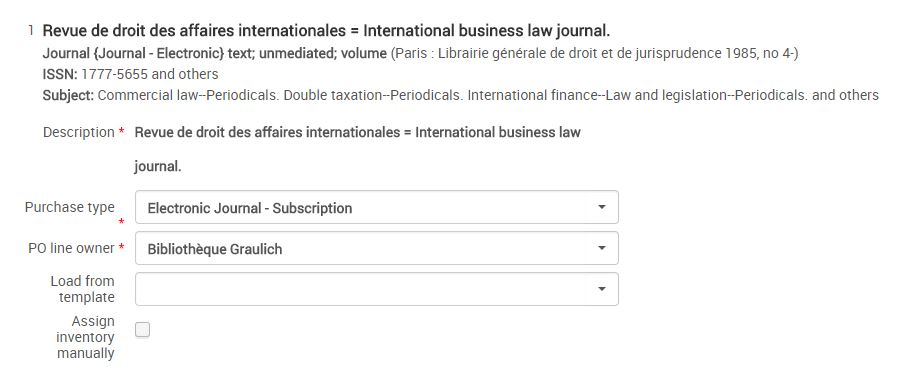 1 Revue de droit des affaires internationales = International business law journal.
Journal {Journal - Electronic} text; unmediated; volume (Paris : Librairie générale de droit et de jurisprudence 1985, no 4-)
ISSN: 1777-5655 and others
Subject: Commercial law--Periodicals. Double taxation--Periodicals. International finance--Law and legislation--Periodicals. and others
Description * Revue de droit des affaires internationales = International business law
journal.
Purchase type * Electronic Journal - Subscription
PO line owner * Bibliothèque Graulich
Load from
template
Assign
inventory
manually